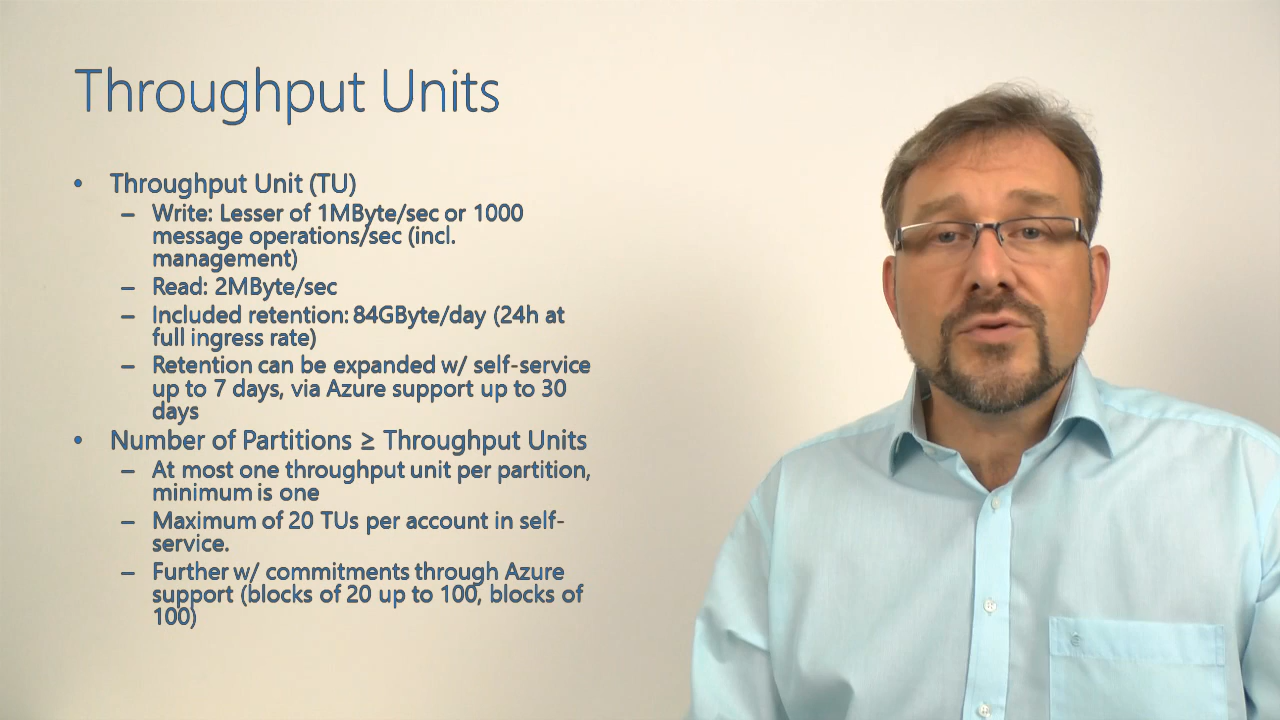 Throughput Units
• Throughput Unit (TU)
– Write: Lesser of 1MByte/sec or 1000
message operations/sec (incl.
management)
– Read: 2MByte/sec
– Included retention: 84GByte/day (24h at
full ingress rate)
– Retention can be expanded w/ self-service
up to 7 days, via Azure support up to 30
days
• Number of Partitions ≥ Throughput Units
– At most one throughput unit per partition,
minimum is one
– Maximum of 20 TUs per account in self-
service.
– Further w/ commitments through Azure
support (blocks of 20 up to 100, blocks of
100)